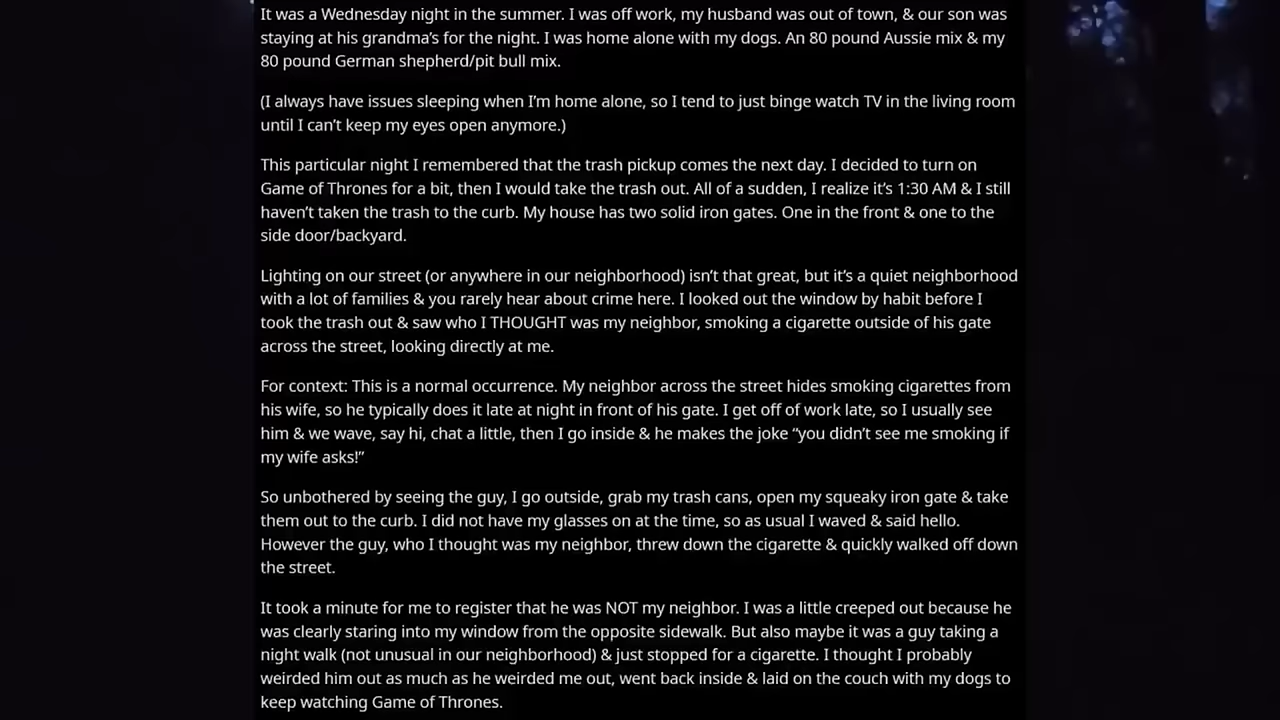 It was a Wednesday night in the summer. I was off work, my husband was out of town, & our son was
staying at his grandma’s for the night. I was home alone with my dogs. An 80 pound Aussie mix & my
80 pound German shepherd/pit bull mix.
(I always have issues sleeping when I’m home alone, so I tend to just binge watch TV in the living room
until I can’t keep my eyes open anymore.)
This particular night I remembered that the trash pickup comes the next day. I decided to turn on
Game of Thrones for a bit, then I would take the trash out. All of a sudden, I realize it’s 1:30 AM & I still
haven’t taken the trash to the curb. My house has two solid iron gates. One in the front & one to the
side door/backyard.
Lighting on our street (or anywhere in our neighborhood) isn’t that great, but it’s a quiet neighborhood
with a lot of families & you rarely hear about crime here. I looked out the window by habit before I
took the trash out & saw who I THOUGHT was my neighbor, smoking a cigarette outside of his gate
across the street, looking directly at me.
For context: This is a normal occurrence. My neighbor across the street hides smoking cigarettes from
his wife, so he typically does it late at night in front of his gate. I get off of work late, so I usually see
him & we wave, say hi, chat a little, then I go inside & he makes the joke “you didn’t see me smoking if
my wife asks!”
So unbothered by seeing the guy, I go outside, grab my trash cans, open my squeaky iron gate & take
them out to the curb. I did not have my glasses on at the time, so as usual I waved & said hello.
However the guy, who I thought was my neighbor, threw down the cigarette & quickly walked off down
the street.
It took a minute for me to register that he was NOT my neighbor. I was a little creeped out because he
was clearly staring into my window from the opposite sidewalk. But also maybe it was a guy taking a
night walk (not unusual in our neighborhood) & just stopped for a cigarette. I thought I probably
weirded him out as much as he weirded me out, went back inside & laid on the couch with my dogs to
keep watching Game of Thrones.